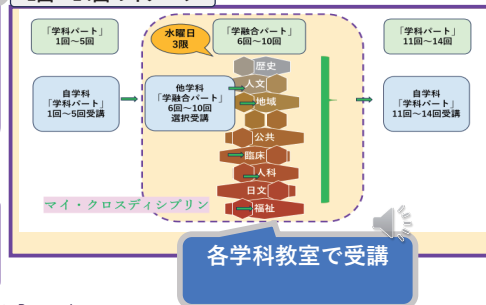 「学科パート」
1回～5回
水曜日
3限
「学融合パート」
6回～10回
「学科パート」
11回～14回
自学科
「学科パート」
1回～5回受講
他学科
「学融合パート」
6回～10回
選択受講
歴史
人文
地域
公共
臨床
人科
日文
福祉
自学科
「学科パート」
11回～14回受講
マイ・クロスディシプリン
各学科教室で受講